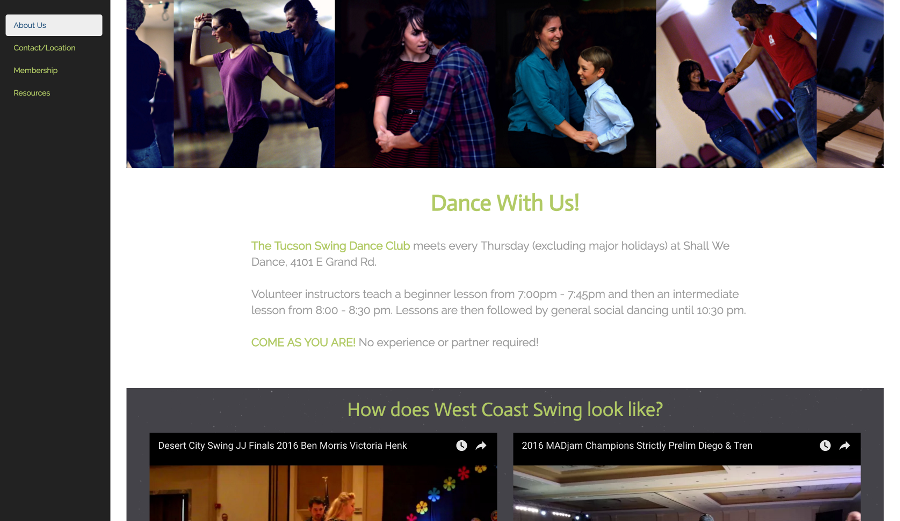 About Us
Contact/Location
Membership
Resources
Dance With Us!
The Tucson Swing Dance Club meets every Thursday (excluding major holidays) at Shall We
Dance, 4101 E Grand Rd.
Volunteer instructors teach a beginner lesson from 7:00pm - 7:45pm and then an intermediate
lesson from 8:00 - 8:30 pm. Lessons are then followed by general social dancing until 10:30 pm.
COME AS YOU ARE! No experience or partner required!
How does West Coast Swing look like?
Desert City Swing JJ Finals 2016 Ben Morris Victoria Henk
2016 MADjam Champions Strictly Prelim Diego & Tren